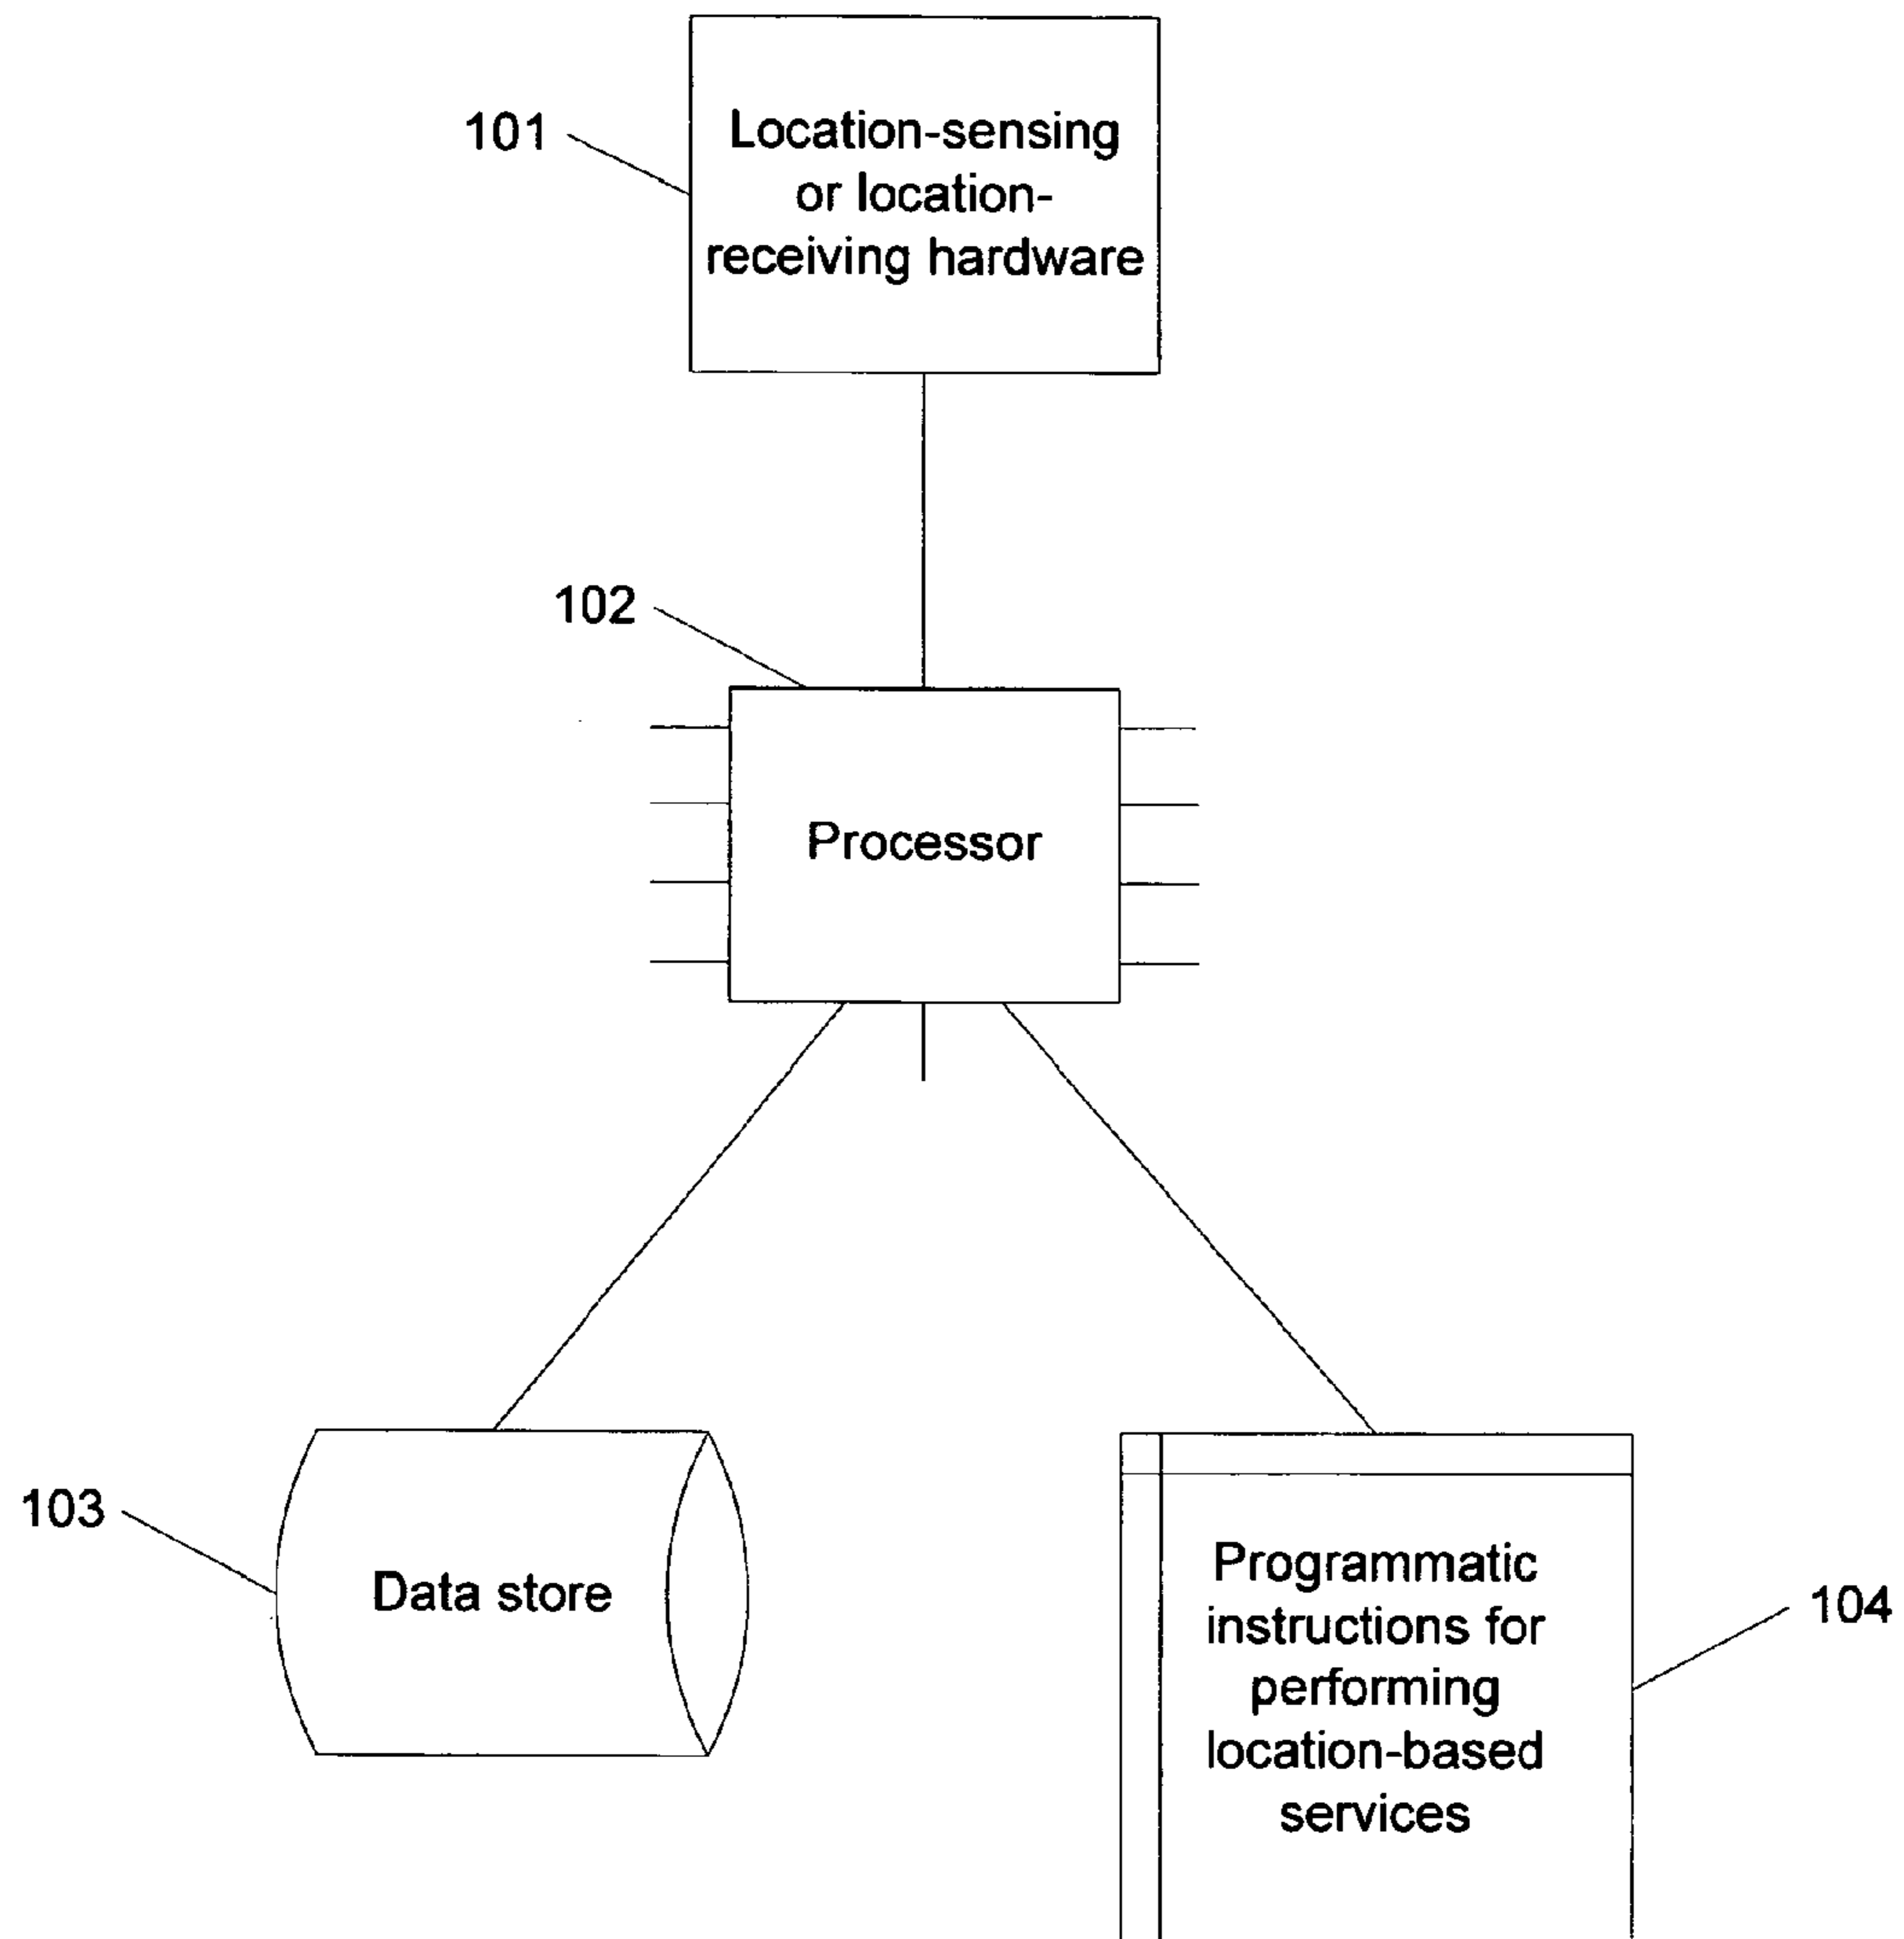 101
Location-sensing
or location-
receiving hardware
102
Processor
103
Data store
Programmatic
instructions for
performing
location-based
services
104